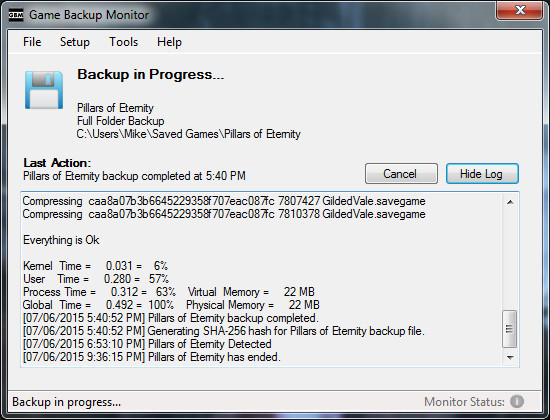 GBM Game Backup Monitor
File Setup Tools Help
Backup in Progress...
Pillars of Eternity
Full Folder Backup
C:\Users\Mike\Saved Games\Pillars of Eternity
Last Action:
Pillars of Eternity backup completed at 5:40 PM
Cancel Hide Log
Compressing caa8a07b3b6645229358f707eac087fc 7807427 GildedVale.savegame
Compressing caa8a07b3b6645229358f707eac087fc 7810378 GildedVale.savegame
Everything is Ok
Kernel Time = 0.031 = 6%
User Time = 0.280 = 57%
Process Time = 0.312 = 63% Virtual Memory = 22 MB
Global Time = 0.492 = 100% Physical Memory = 22 MB
[07/06/2015 5:40:52 PM] Pillars of Eternity backup completed.
[07/06/2015 5:40:52 PM] Generating SHA-256 hash for Pillars of Eternity backup file.
[07/06/2015 6:53:10 PM] Pillars of Eternity Detected
[07/06/2015 9:36:15 PM] Pillars of Eternity has ended.
Backup in progress... Monitor Status: